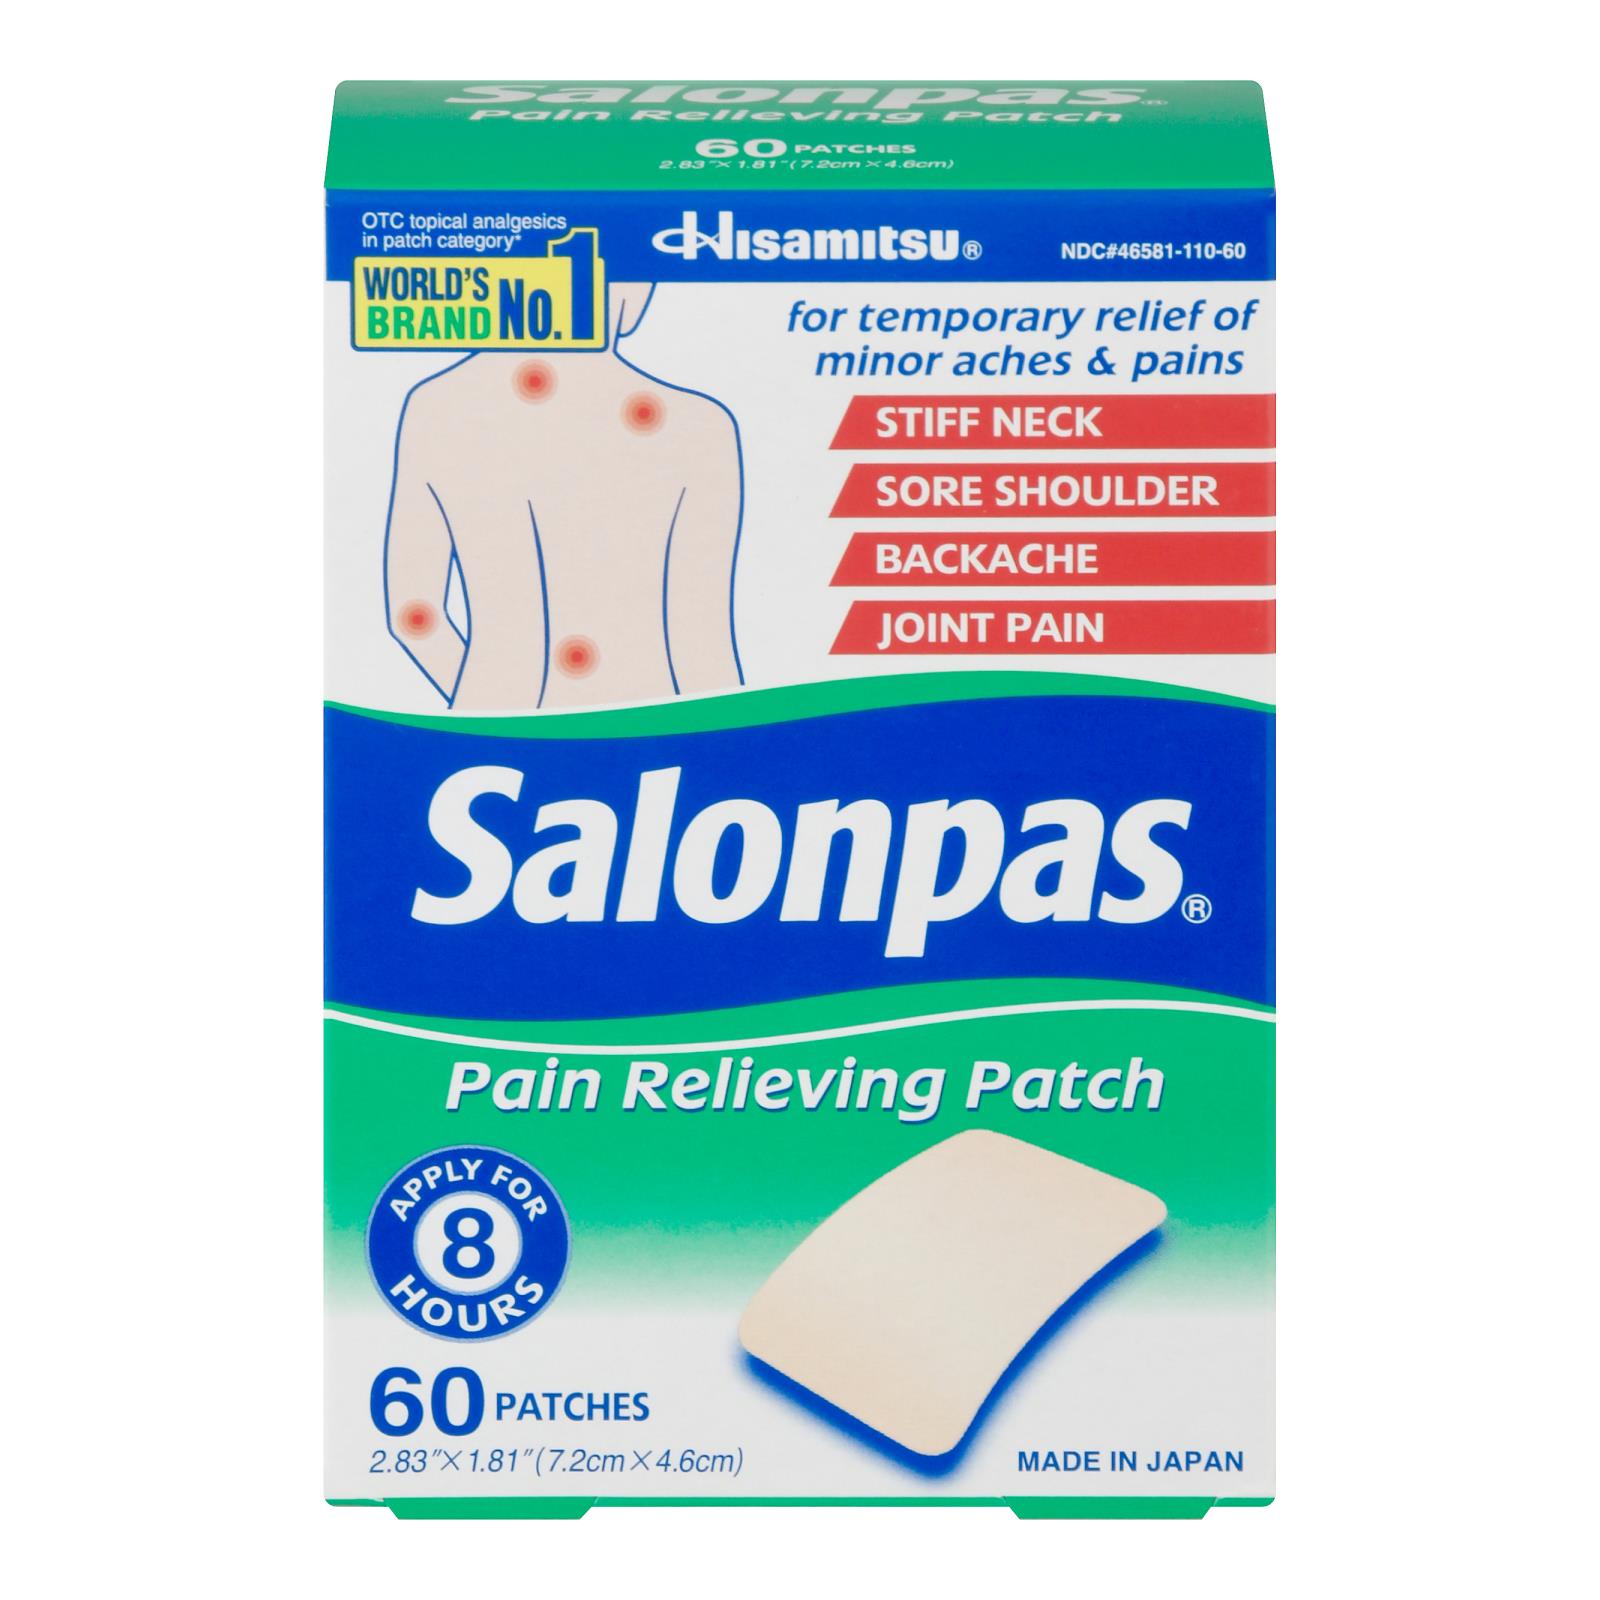 Salonpas®
Pain Relieving Patch
60 PATCHES
2.83"×1.81"(7.2cm×4.6cm)
OTC topical analgesics
in patch category*
WORLD'S
BRAND No.1
Hisamitsu®
NDC#46581-110-60
for temporary relief of
minor aches & pains
STIFF NECK
SORE SHOULDER
BACKACHE
JOINT PAIN
Salonpas®
Pain Relieving Patch
APPLY FOR
8
HOURS
60 PATCHES
2.83"×1.81"(7.2cm×4.6cm)
MADE IN JAPAN